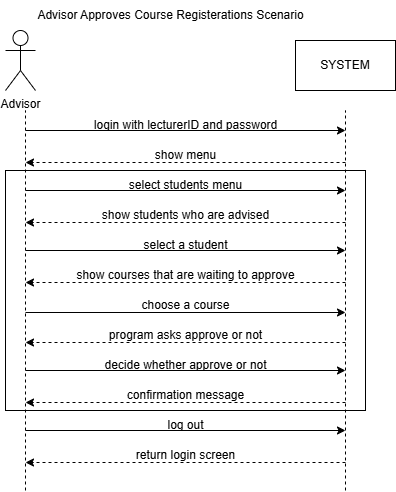 Advisor Approves Course Registerations Scenario
SYSTEM
Advisor
login with lecturerID and password
show menu
select students menu
show students who are advised
select a student
show courses that are waiting to approve
choose a course
program asks approve or not
decide whether approve or not
confirmation message
log out
return login screen